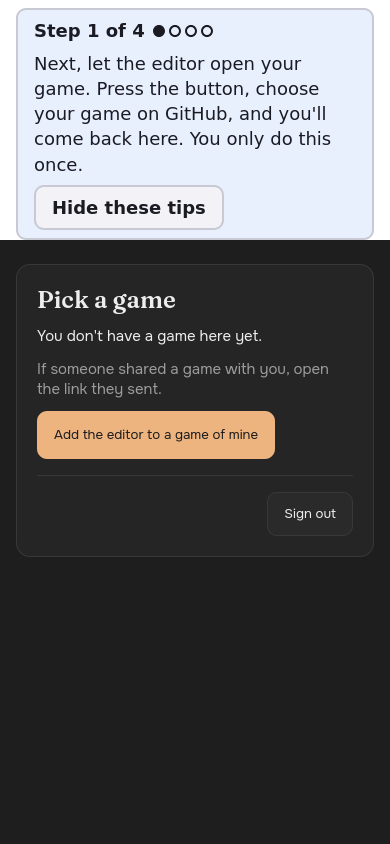 Step 1 of 4
Next, let the editor open your
game. Press the button, choose
your game on GitHub, and you'll
come back here. You only do this
once.
Hide these tips
Pick a game
You don't have a game here yet.
If someone shared a game with you, open
the link they sent.
Add the editor to a game of mine
Sign out